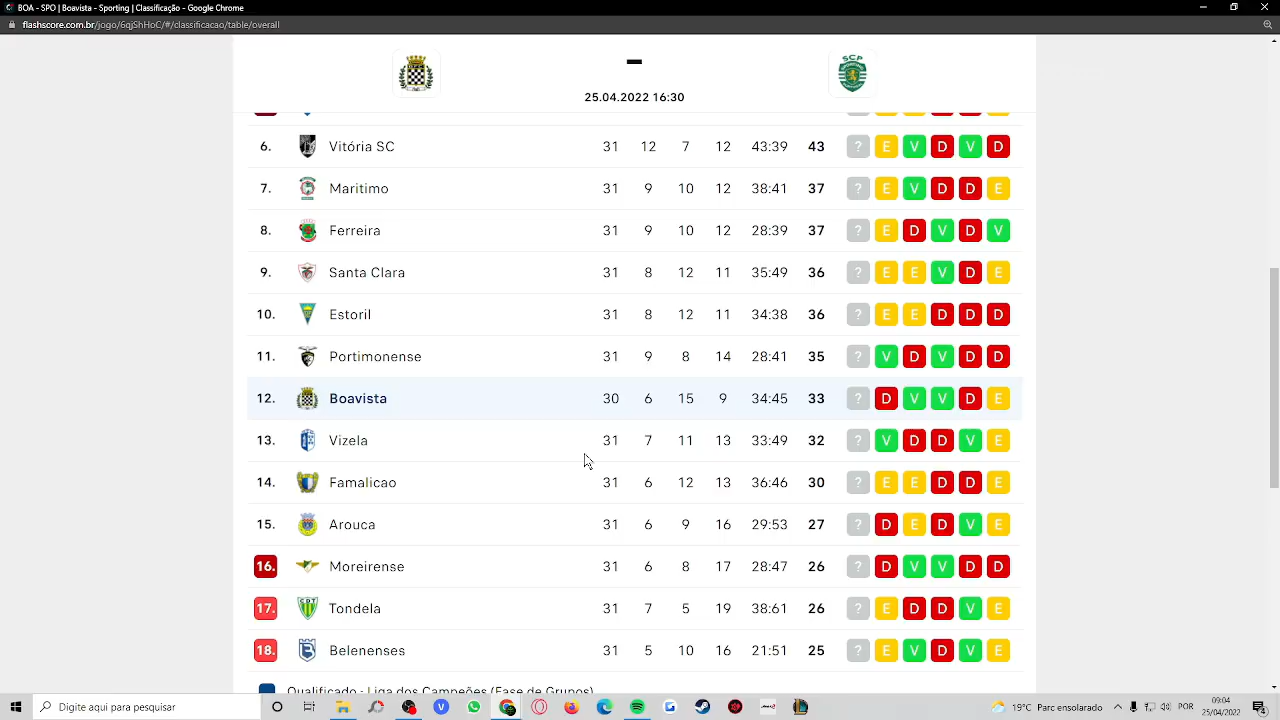 BOA - SPO | Boavista - Sporting | Classificação - Google Chrome
flashscore.com.br/jogo/6qjShHcC/#/classificacao/table/overall
SCP
-
25.04.2022 16:30
6. Vitória SC 31 12 7 12 43:39 43 ? E V D V D
7. Maritimo 31 9 10 12 38:41 37 ? E V D D E
8. Ferreira 31 9 10 12 28:39 37 ? E D V D V
9. Santa Clara 31 8 12 11 35:49 36 ? E E V D E
10. Estoril 31 8 12 11 34:38 36 ? E E D D D
11. Portimonense 31 9 8 14 28:41 35 ? V D V D D
12. Boavista 30 6 15 9 34:45 33 ? D V V D E
13. Vizela 31 7 11 13 33:49 32 ? V D D V E
14. Famalicao 31 6 12 13 36:46 30 ? E E D D E
15. Arouca 31 6 9 16 29:53 27 ? D E D V E
16. Moreirense 31 6 8 17 28:47 26 ? D V V D D
17. Tondela 31 7 5 19 38:61 26 ? E D D V E
18. Belenenses 31 5 10 16 21:51 25 ? E V D V E
Qualificado - Liga dos Campeões (Fase de Grupos)
Digite aqui para pesquisar
19°C Parc ensolarado
POR
09:04
25/04/2022